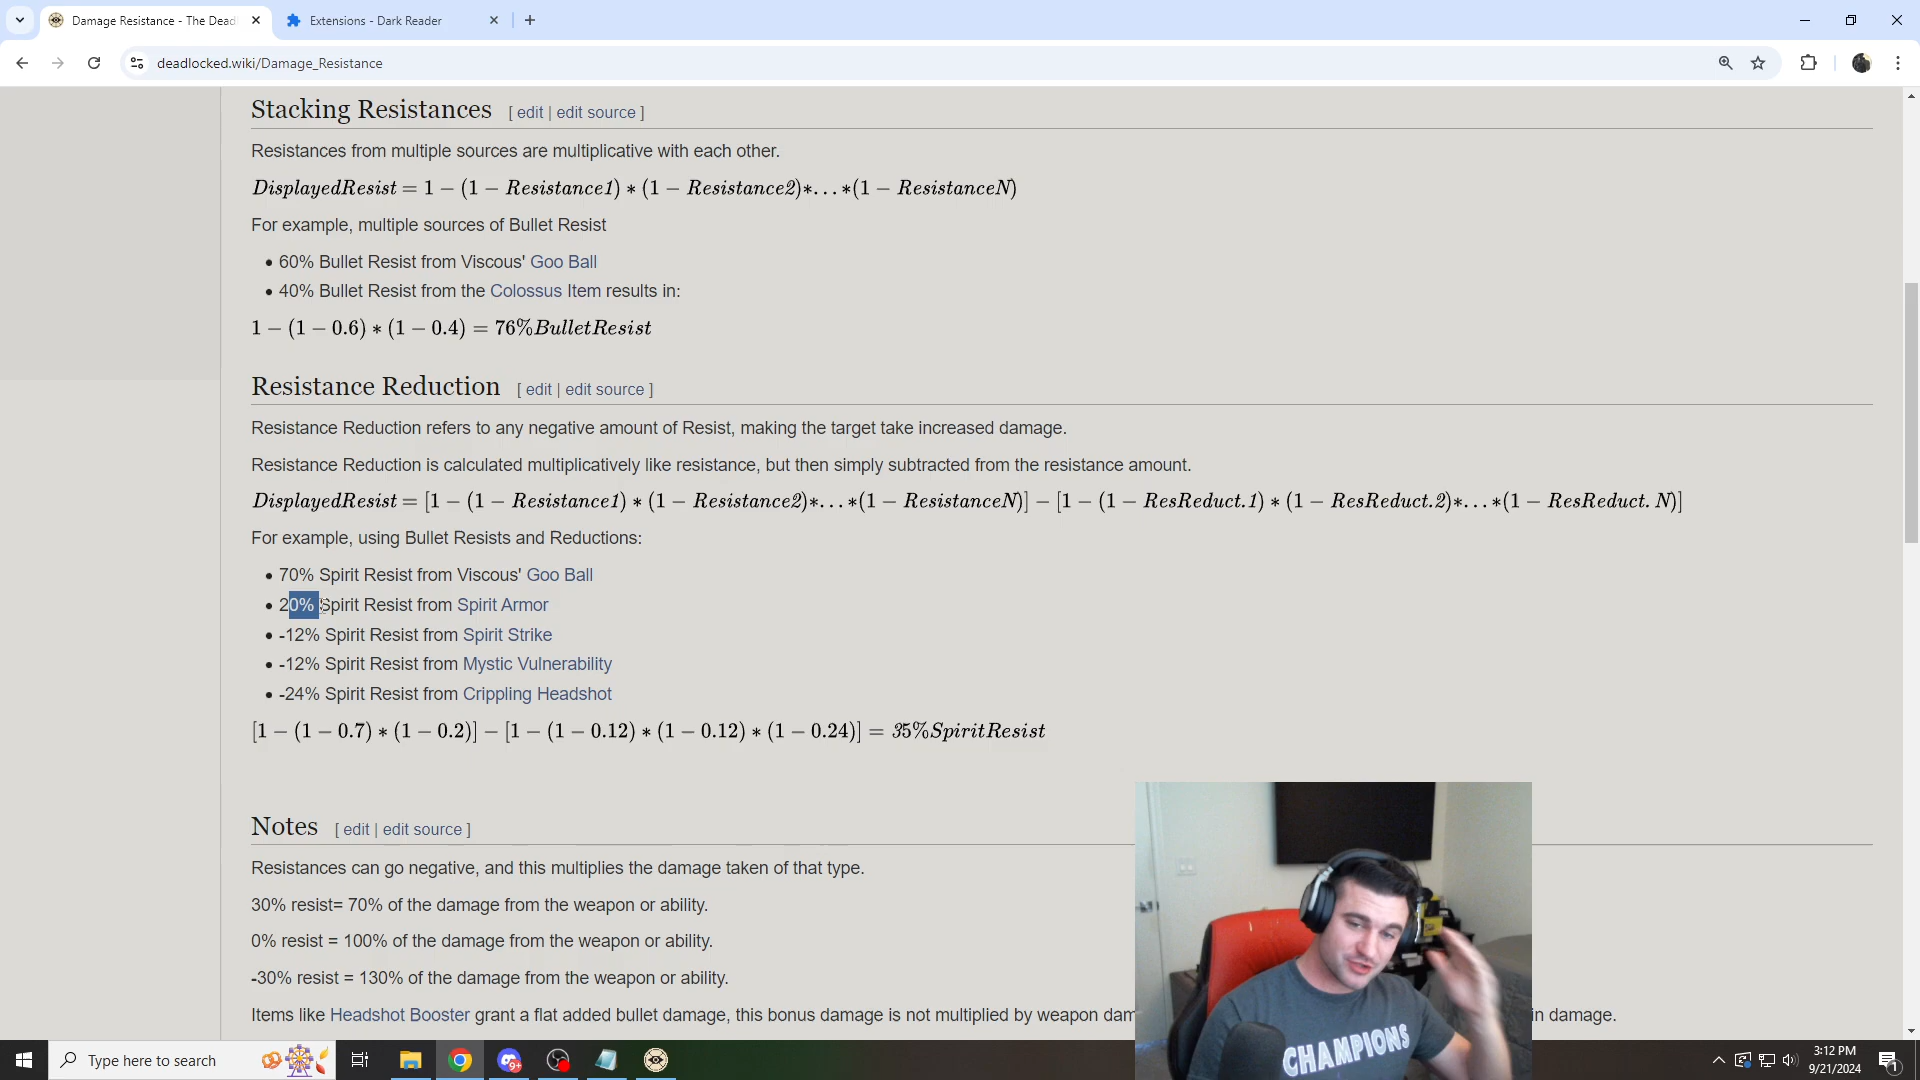 Damage Resistance - The Dead
Extensions - Dark Reader
deadlocked.wiki/Damage_Resistance
Stacking Resistances [ edit | edit source ]
Resistances from multiple sources are multiplicative with each other.
DisplayedResist = 1 − (1 − Resistance1) * (1 − Resistance2)*...*(1 − ResistanceN)
For example, multiple sources of Bullet Resist
• 60% Bullet Resist from Viscous' Goo Ball
• 40% Bullet Resist from the Colossus Item results in:
1 − (1 − 0.6) * (1 − 0.4) = 76%BulletResist
Resistance Reduction [ edit | edit source ]
Resistance Reduction refers to any negative amount of Resist, making the target take increased damage.
Resistance Reduction is calculated multiplicatively like resistance, but then simply subtracted from the resistance amount.
DisplayedResist = [1 − (1 − Resistance1) * (1 − Resistance2)*...*(1 − ResistanceN)] − [1 − (1 − ResReduct.1) * (1 − ResReduct.2)*...*(1 − ResReduct. N)]
For example, using Bullet Resists and Reductions:
• 70% Spirit Resist from Viscous' Goo Ball
• 20% Spirit Resist from Spirit Armor
• -12% Spirit Resist from Spirit Strike
• -12% Spirit Resist from Mystic Vulnerability
• -24% Spirit Resist from Crippling Headshot
[1 − (1 − 0.7) * (1 − 0.2)] − [1 − (1 − 0.12) * (1 − 0.12) * (1 − 0.24)] = 35%SpiritResist
Notes [ edit | edit source ]
Resistances can go negative, and this multiplies the damage taken of that type.
30% resist= 70% of the damage from the weapon or ability.
0% resist = 100% of the damage from the weapon or ability.
-30% resist = 130% of the damage from the weapon or ability.
Items like Headshot Booster grant a flat added bullet damage, this bonus damage is not multiplied by weapon dam in damage.
CHAMPIONS
Type here to search
9+
3:12 PM
9/21/2024
1